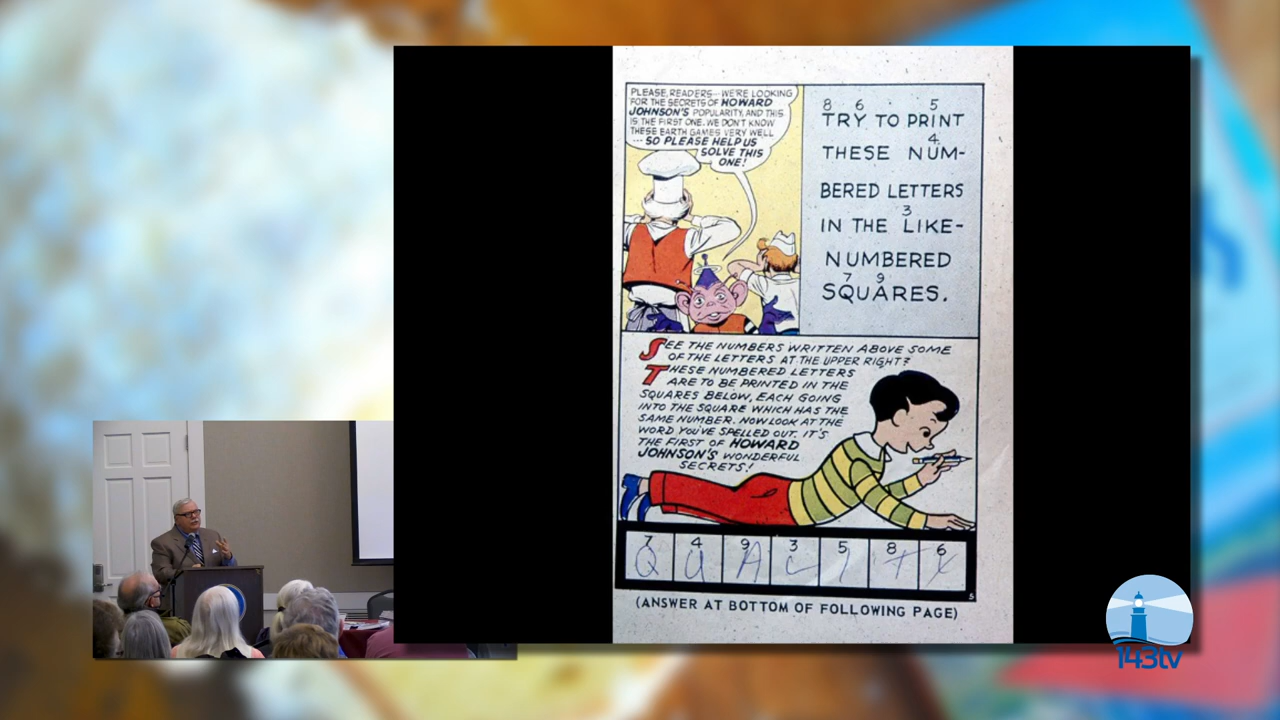 PLEASE, READERS--WE'RE LOOKING
FOR THE SECRETS OF HOWARD
JOHNSON'S POPULARITY, AND THIS
IS THE FIRST ONE. WE DON'T KNOW
THESE EARTH GAMES VERY WELL
--- SO PLEASE HELP US
SOLVE THIS
ONE!
8 6 5
TRY TO PRINT
4
THESE NUM-
BERED LETTERS
3
IN THE LIKE-
NUMBERED
7 9
SQUARES.
SEE THE NUMBERS WRITTEN ABOVE SOME
OF THE LETTERS AT THE UPPER RIGHT?
THESE NUMBERED LETTERS
ARE TO BE PRINTED IN THE
SQUARES BELOW, EACH GOING
INTO THE SQUARE WHICH HAS THE
SAME NUMBER. NOW LOOK AT THE
WORD YOU'VE SPELLED OUT. IT'S
THE FIRST OF HOWARD
JOHNSON'S WONDERFUL
SECRETS!
7 4 9 3 5 8 6
Q U A L I T Y
5
(ANSWER AT BOTTOM OF FOLLOWING PAGE)
143tv